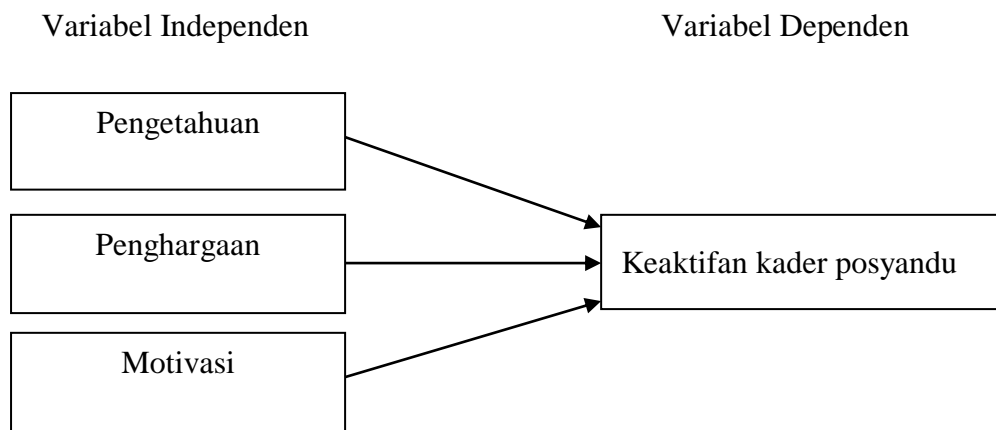 Variabel Independen
Variabel Dependen
Pengetahuan
Penghargaan
Keaktifan kader posyandu
Motivasi